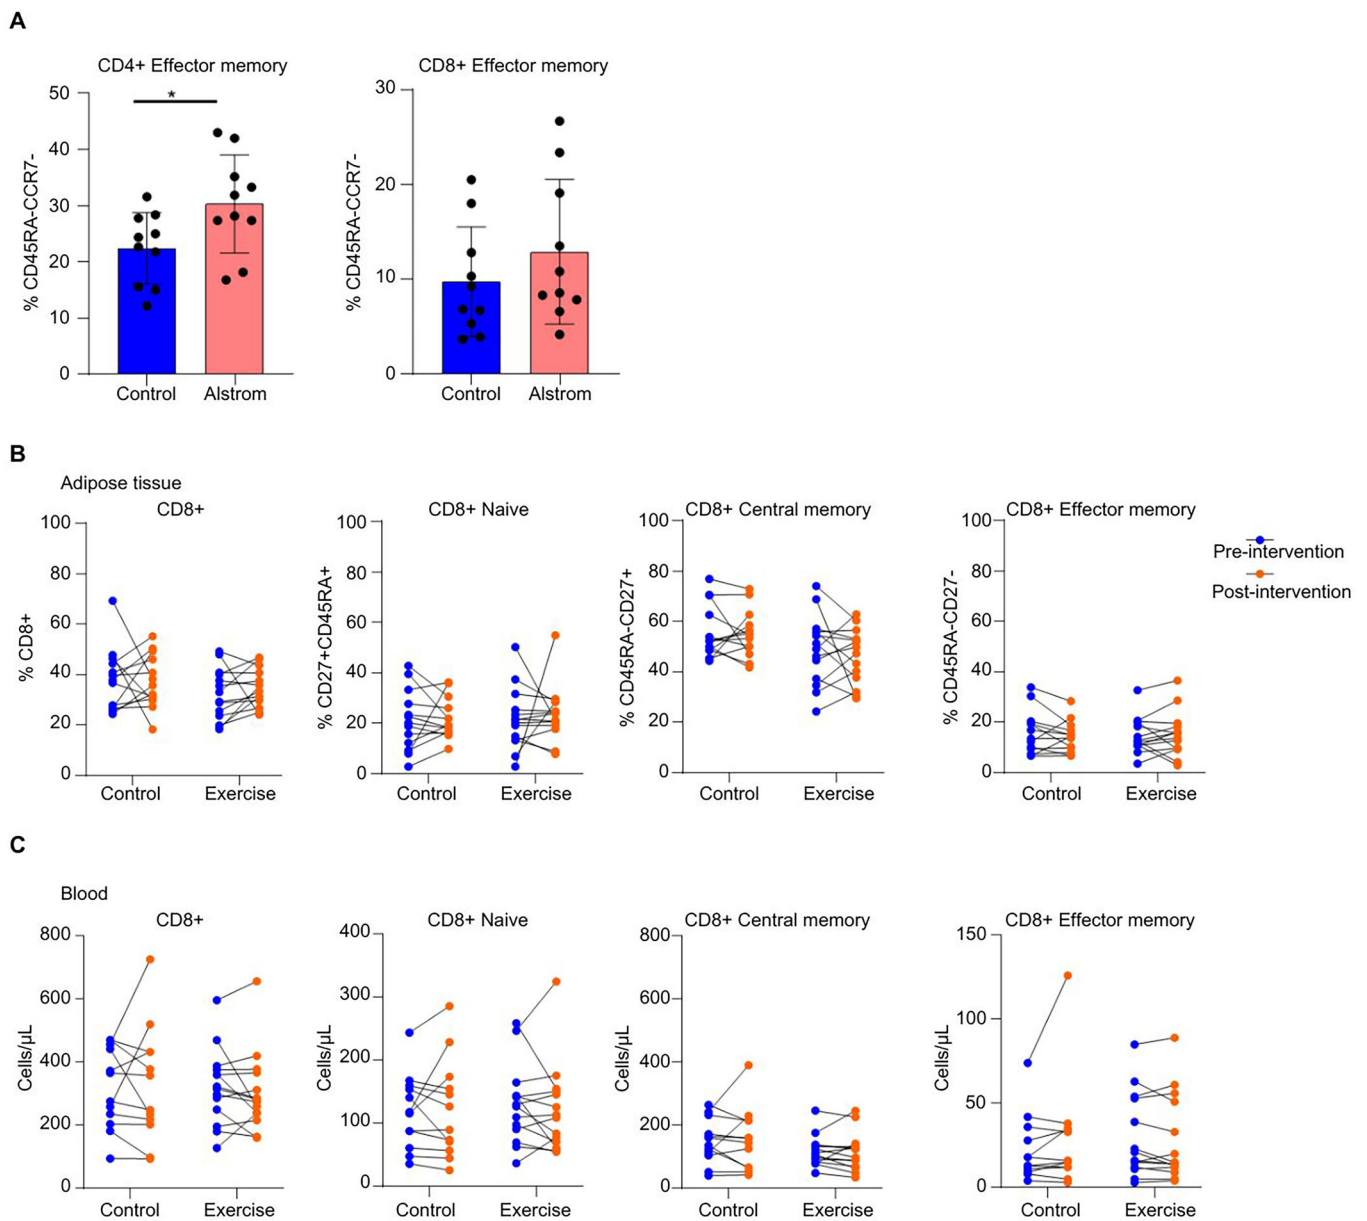 A
CD4+ Effector memory
% CD45RA-CCR7-
50
40
30
20
10
0
*
Control
Alstrom
CD8+ Effector memory
% CD45RA-CCR7-
30
20
10
0
Control
Alstrom
B
Adipose tissue
CD8+
% CD8+
100
80
60
40
20
0
Control
Exercise
CD8+ Naive
% CD27+CD45RA+
100
80
60
40
20
0
Control
Exercise
CD8+ Central memory
% CD45RA-CD27+
100
80
60
40
20
0
Control
Exercise
CD8+ Effector memory
% CD45RA-CD27-
100
80
60
40
20
0
Control
Exercise
Pre-intervention
Post-intervention
C
Blood
CD8+
Cells/µL
800
600
400
200
0
Control
Exercise
CD8+ Naive
Cells/µL
400
300
200
100
0
Control
Exercise
CD8+ Central memory
Cells/µL
800
600
400
200
0
Control
Exercise
CD8+ Effector memory
Cells/µL
150
100
50
0
Control
Exercise